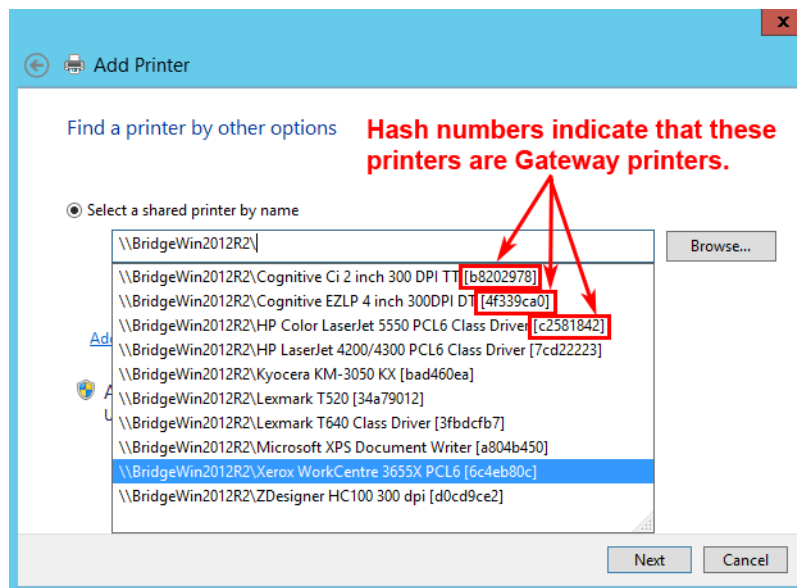 x
Add Printer
Find a printer by other options
Hash numbers indicate that these
printers are Gateway printers.
Select a shared printer by name
\\BridgeWin2012R2\
Browse...
\\BridgeWin2012R2\Cognitive Ci 2 inch 300 DPI TT [b8202978]
\\BridgeWin2012R2\Cognitive EZLP 4 inch 300DPI DT [4f339ca0]
\\BridgeWin2012R2\HP Color LaserJet 5550 PCL6 Class Driver [c2581842]
\\BridgeWin2012R2\HP LaserJet 4200/4300 PCL6 Class Driver [7cd22223]
\\BridgeWin2012R2\Kyocera KM-3050 KX [bad460ea]
\\BridgeWin2012R2\Lexmark T520 [34a79012]
\\BridgeWin2012R2\Lexmark T640 Class Driver [3fbdcfb7]
\\BridgeWin2012R2\Microsoft XPS Document Writer [a804b450]
\\BridgeWin2012R2\Xerox WorkCentre 3655X PCL6 [6c4eb80c]
\\BridgeWin2012R2\ZDesigner HC100 300 dpi [d0cd9ce2]
Next
Cancel